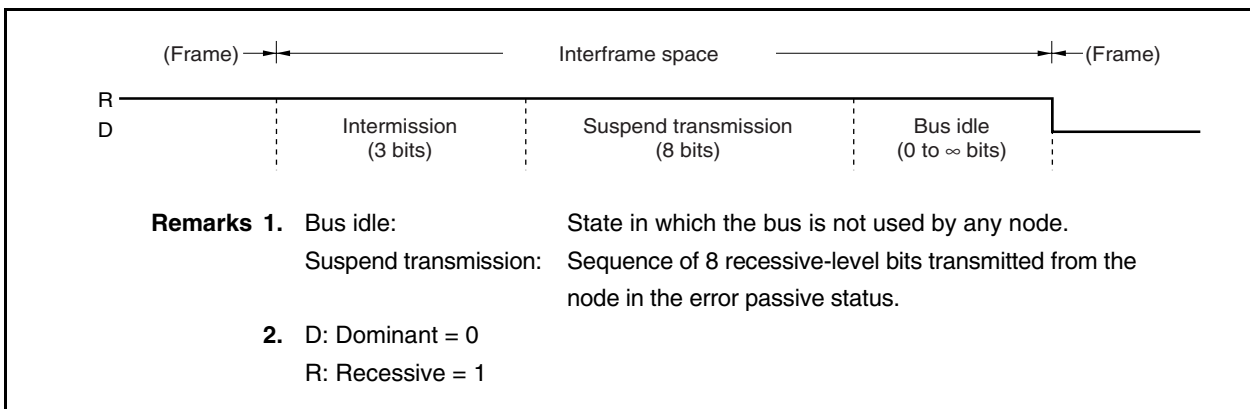 (Frame) Interframe space (Frame)
R
D
Intermission Suspend transmission Bus idle
(3 bits) (8 bits) (0 to ∞ bits)
Remarks 1. Bus idle: State in which the bus is not used by any node.
Suspend transmission: Sequence of 8 recessive-level bits transmitted from the
node in the error passive status.
2. D: Dominant = 0
R: Recessive = 1